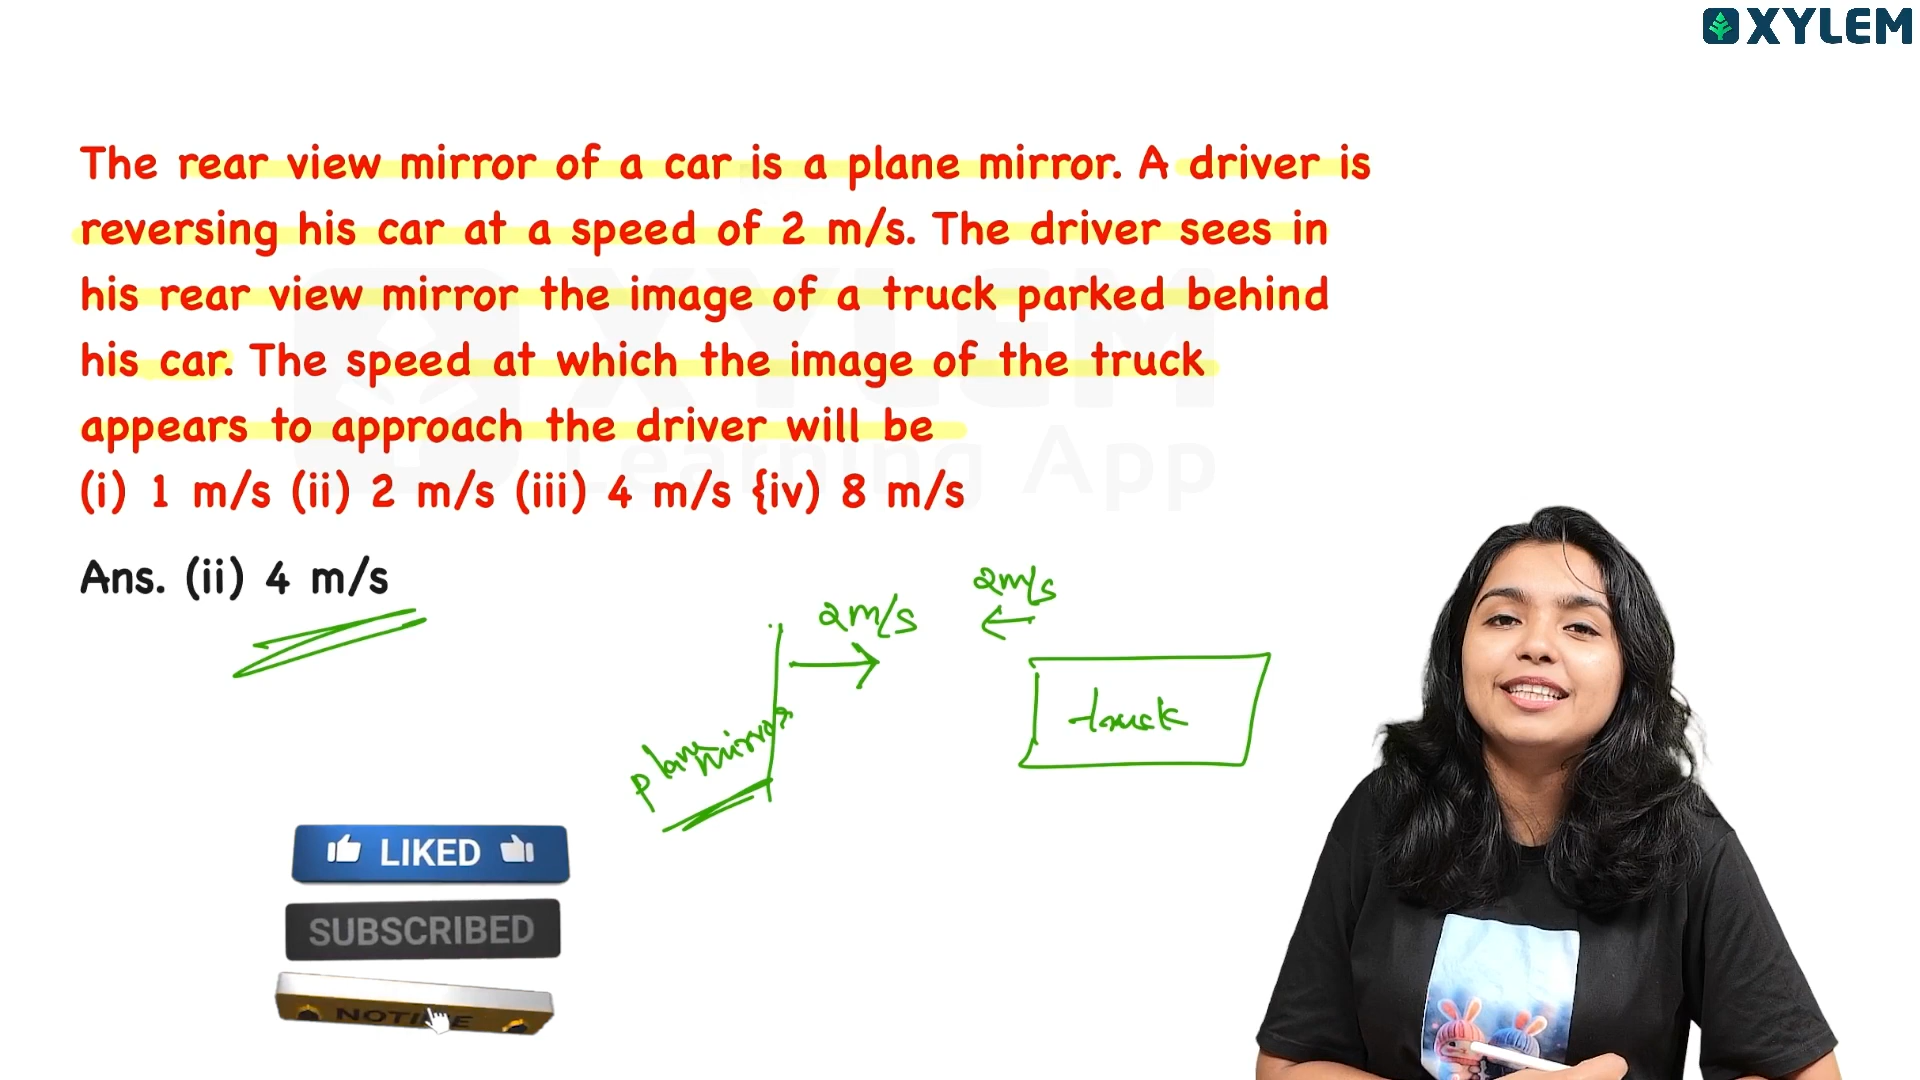 XYLEM
The rear view mirror of a car is a plane mirror. A driver is
reversing his car at a speed of 2 m/s. The driver sees in
his rear view mirror the image of a truck parked behind
his car. The speed at which the image of the truck
appears to approach the driver will be
(i) 1 m/s (ii) 2 m/s (iii) 4 m/s {iv) 8 m/s
XYLEM
Learning App
Ans. (ii) 4 m/s
2m/s
2m/s
truck
plane mirror
LIKED
SUBSCRIBED